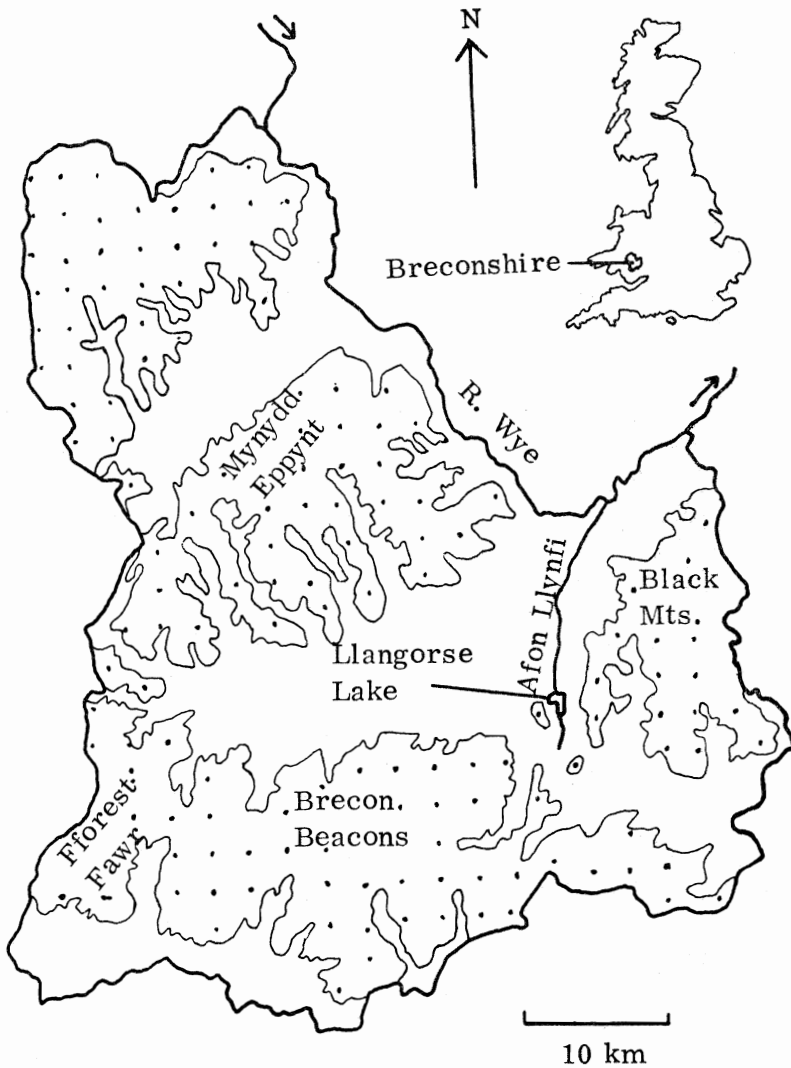 N
Breconshire
R. Wye
Mynydd
Eppynt
Afon Llynfi
Black
Mts.
Llangorse
Lake
Brecon
Beacons
Fforest
Fawr
10 km